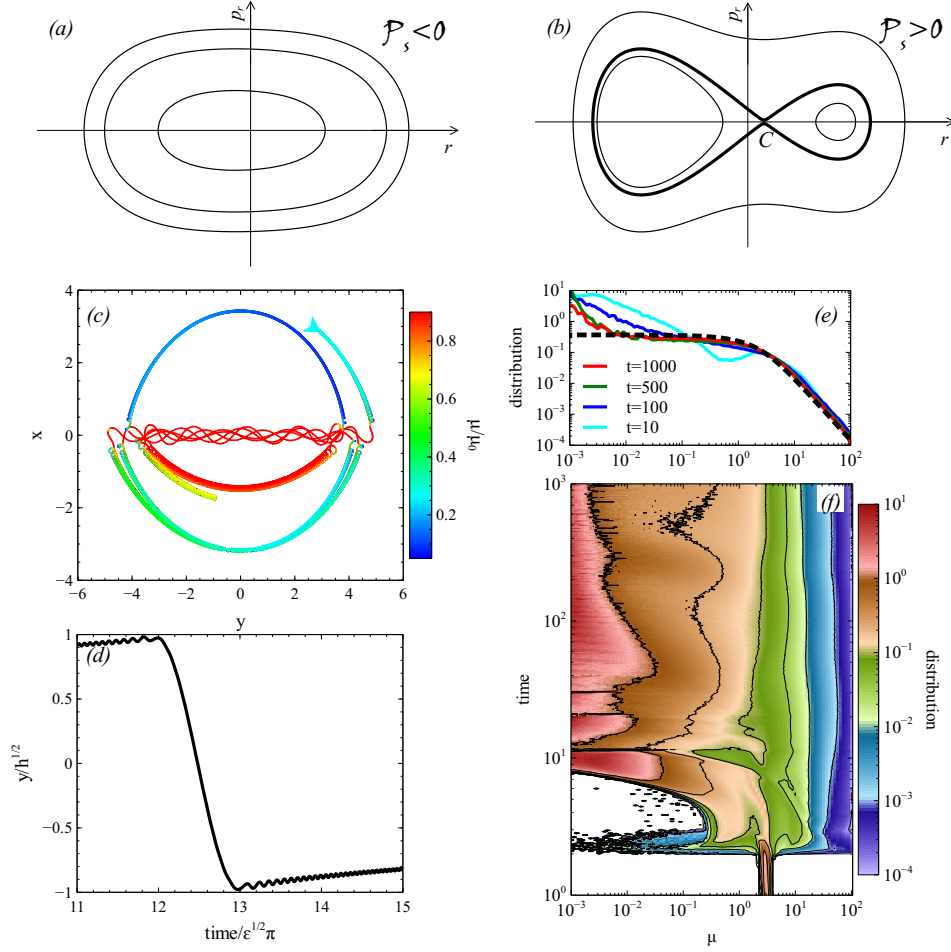 (a)
p_r
𝒫_s<0
r
(b)
p_r
𝒫_s>0
C
r
(c)
4
2
0
−2
−4
x
−6
−4
−2
0
2
4
6
y
0.8
0.6
0.4
0.2
μ/μ₀
(d)
1
0.5
0
−0.5
−1
y/h^{1/2}
11
12
13
14
15
time/ε^{1/2}π
(e)
10^1
10^0
10^{-1}
10^{-2}
10^{-3}
10^{-4}
distribution
t=1000
t=500
t=100
t=10
10^{-3}
10^{-2}
10^{-1}
10^0
10^1
10^2
(f)
10^3
10^2
10^1
10^0
time
10^{-3}
10^{-2}
10^{-1}
10^0
10^1
10^2
μ
10^1
10^0
10^{-1}
10^{-2}
10^{-3}
10^{-4}
distribution